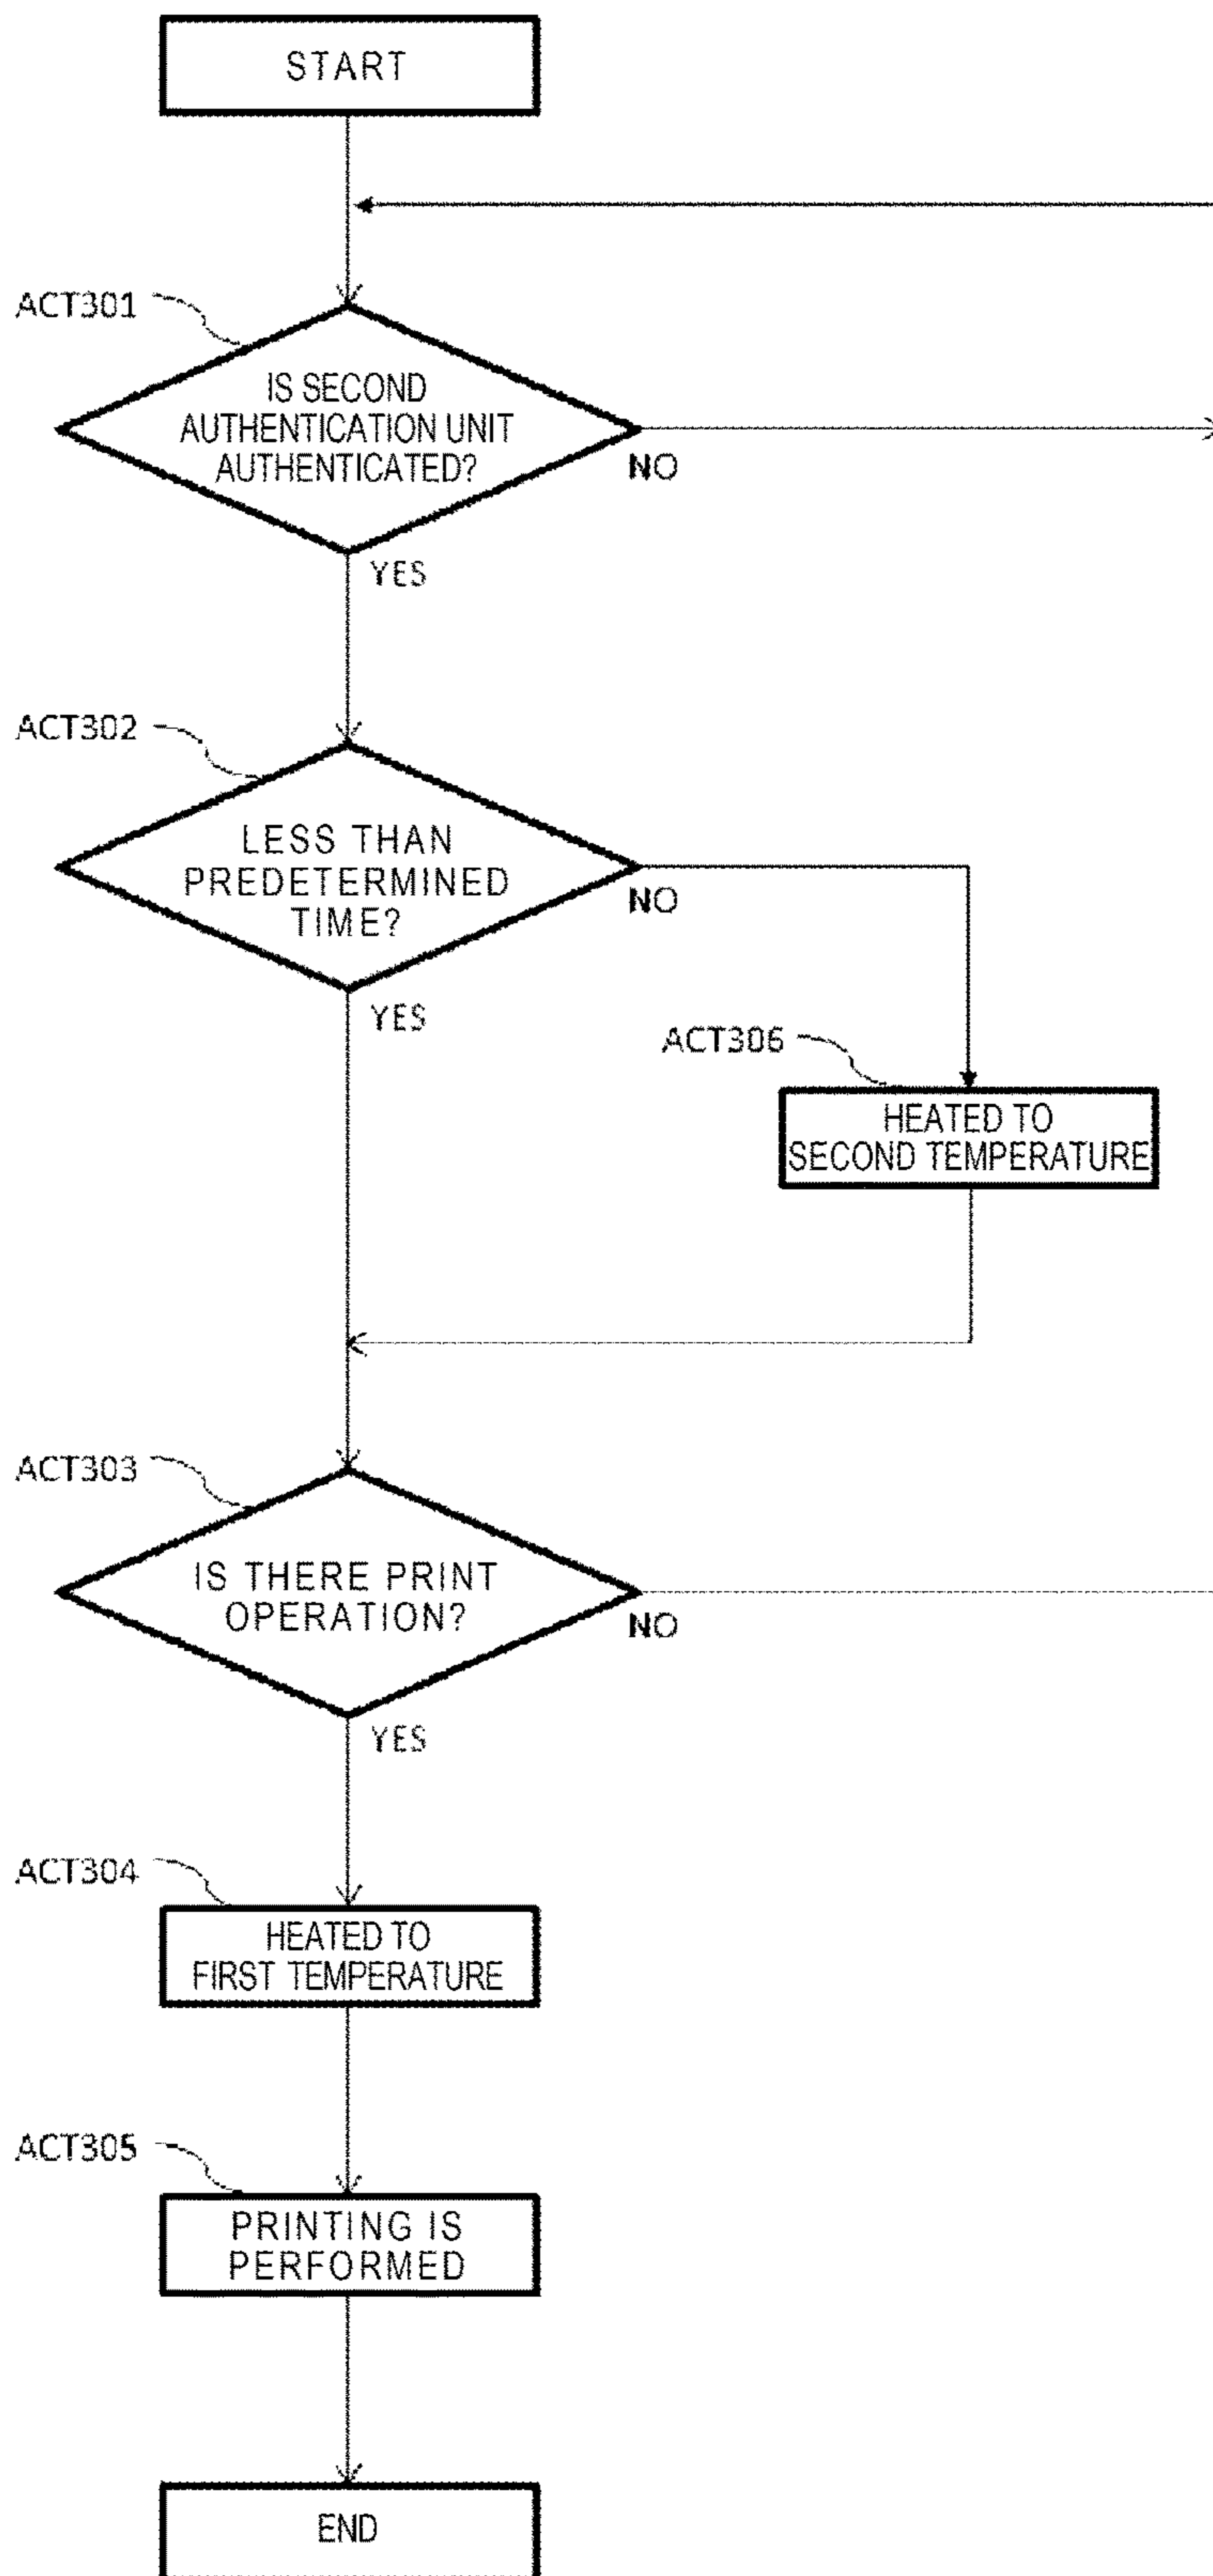 START
ACT301
IS SECOND
AUTHENTICATION UNIT
AUTHENTICATED?
NO
YES
ACT302
LESS THAN
PREDETERMINED
TIME?
NO
YES
ACT306
HEATED TO
SECOND TEMPERATURE
ACT303
IS THERE PRINT
OPERATION?
NO
YES
ACT304
HEATED TO
FIRST TEMPERATURE
ACT305
PRINTING IS
PERFORMED
END